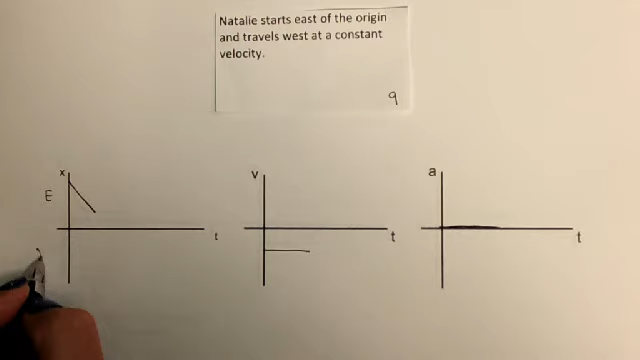 Natalie starts east of the origin
and travels west at a constant
velocity.
9
x
E
t
v
t
a
t